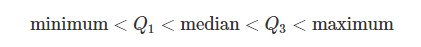 minimum < Q₁ < median < Q₃ < maximum